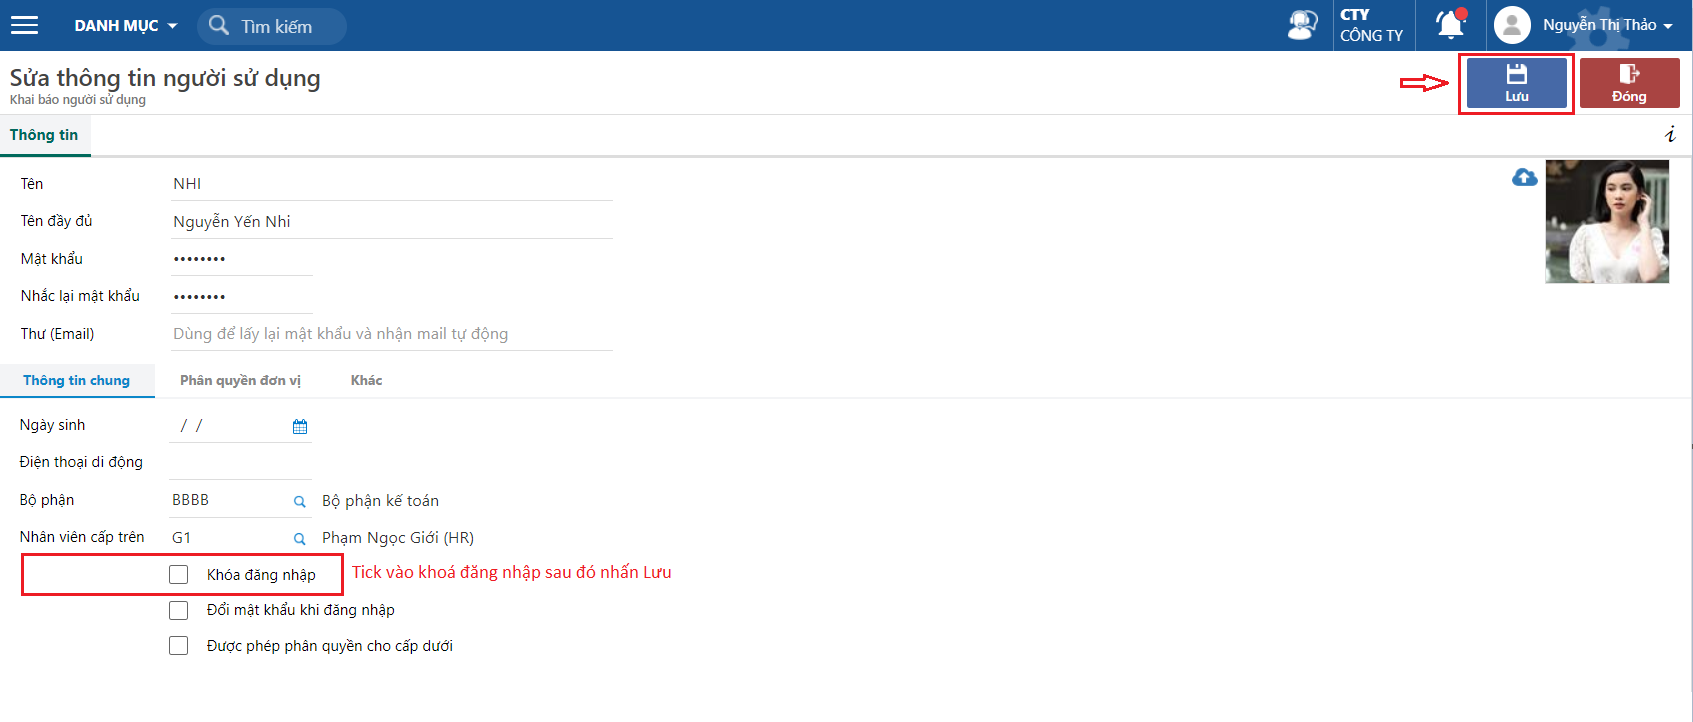 DANH MỤC
Tìm kiếm
CTY
CÔNG TY
Nguyễn Thị Thảo
Sửa thông tin người sử dụng
Khai báo người sử dụng
Lưu
Đóng
Thông tin
i
Tên NHI
Tên đầy đủ Nguyễn Yến Nhi
Mật khẩu ••••••••
Nhắc lại mật khẩu ••••••••
Thư (Email) Dùng để lấy lại mật khẩu và nhận mail tự động
Thông tin chung Phân quyền đơn vị Khác
Ngày sinh / /
Điện thoại di động
Bộ phận BBBB Bộ phận kế toán
Nhân viên cấp trên G1 Phạm Ngọc Giới (HR)
Khóa đăng nhập Tick vào khoá đăng nhập sau đó nhấn Lưu
Đổi mật khẩu khi đăng nhập
Được phép phân quyền cho cấp dưới